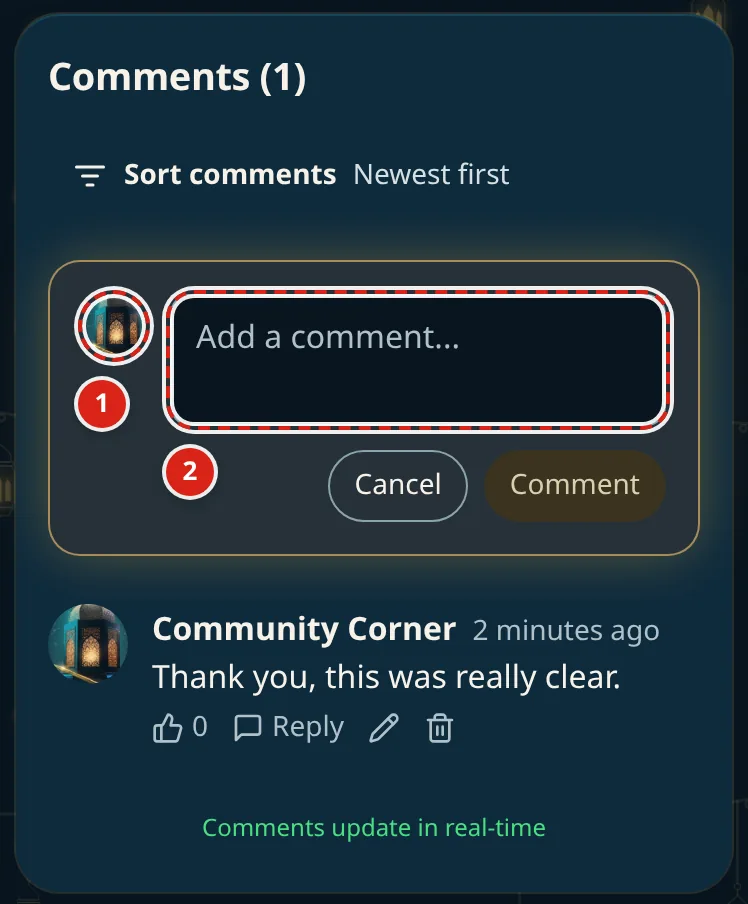 Comments (1)
Sort comments Newest first
Add a comment...
1
2
Cancel Comment
Community Corner 2 minutes ago
Thank you, this was really clear.
0 Reply
Comments update in real-time